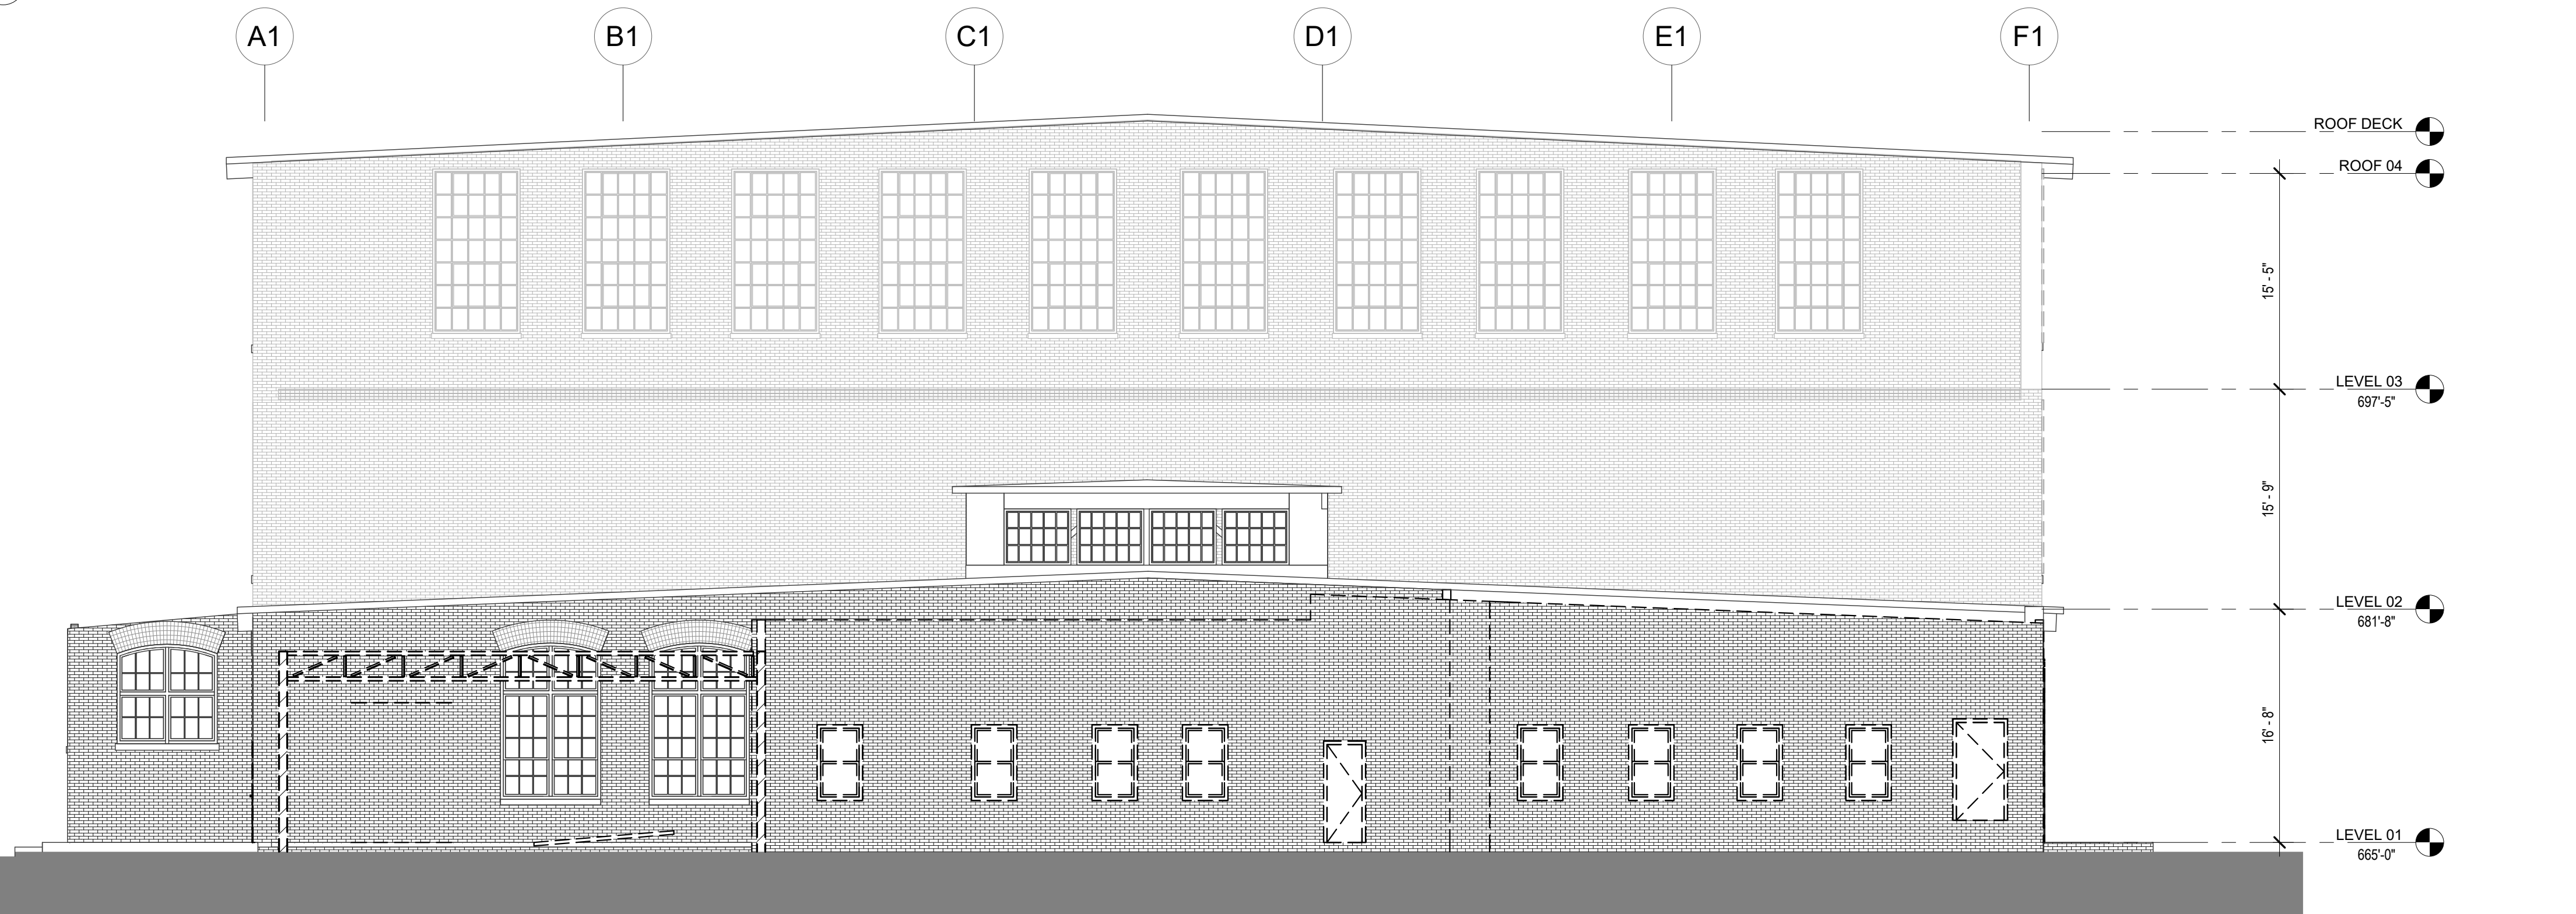 A1
B1
C1
D1
E1
F1
ROOF DECK
ROOF 04
15' - 5"
LEVEL 03
697'-5"
15' - 9"
LEVEL 02
681'-8"
16' - 8"
LEVEL 01
665'-0"